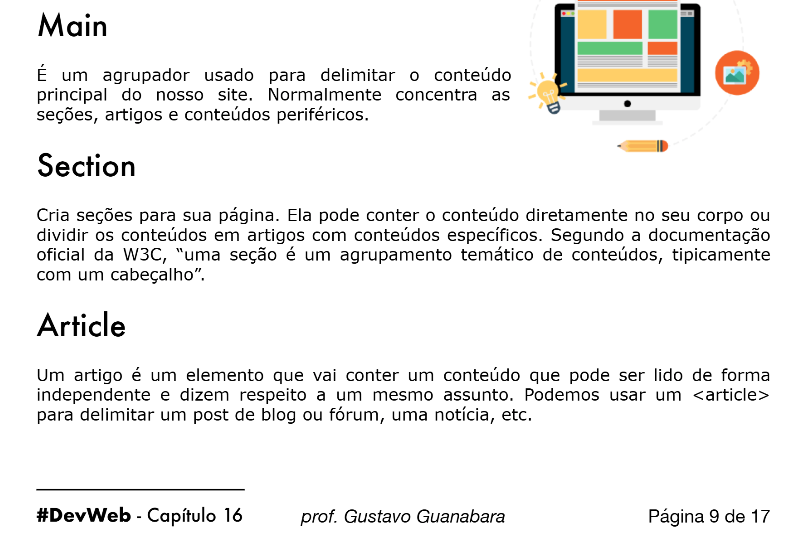 Main
É um agrupador usado para delimitar o conteúdo
principal do nosso site. Normalmente concentra as
seções, artigos e conteúdos periféricos.
Section
Cria seções para sua página. Ela pode conter o conteúdo diretamente no seu corpo ou
dividir os conteúdos em artigos com conteúdos específicos. Segundo a documentação
oficial da W3C, “uma seção é um agrupamento temático de conteúdos, tipicamente
com um cabeçalho”.
Article
Um artigo é um elemento que vai conter um conteúdo que pode ser lido de forma
independente e dizem respeito a um mesmo assunto. Podemos usar um <article>
para delimitar um post de blog ou fórum, uma notícia, etc.
#DevWeb - Capítulo 16 prof. Gustavo Guanabara Página 9 de 17